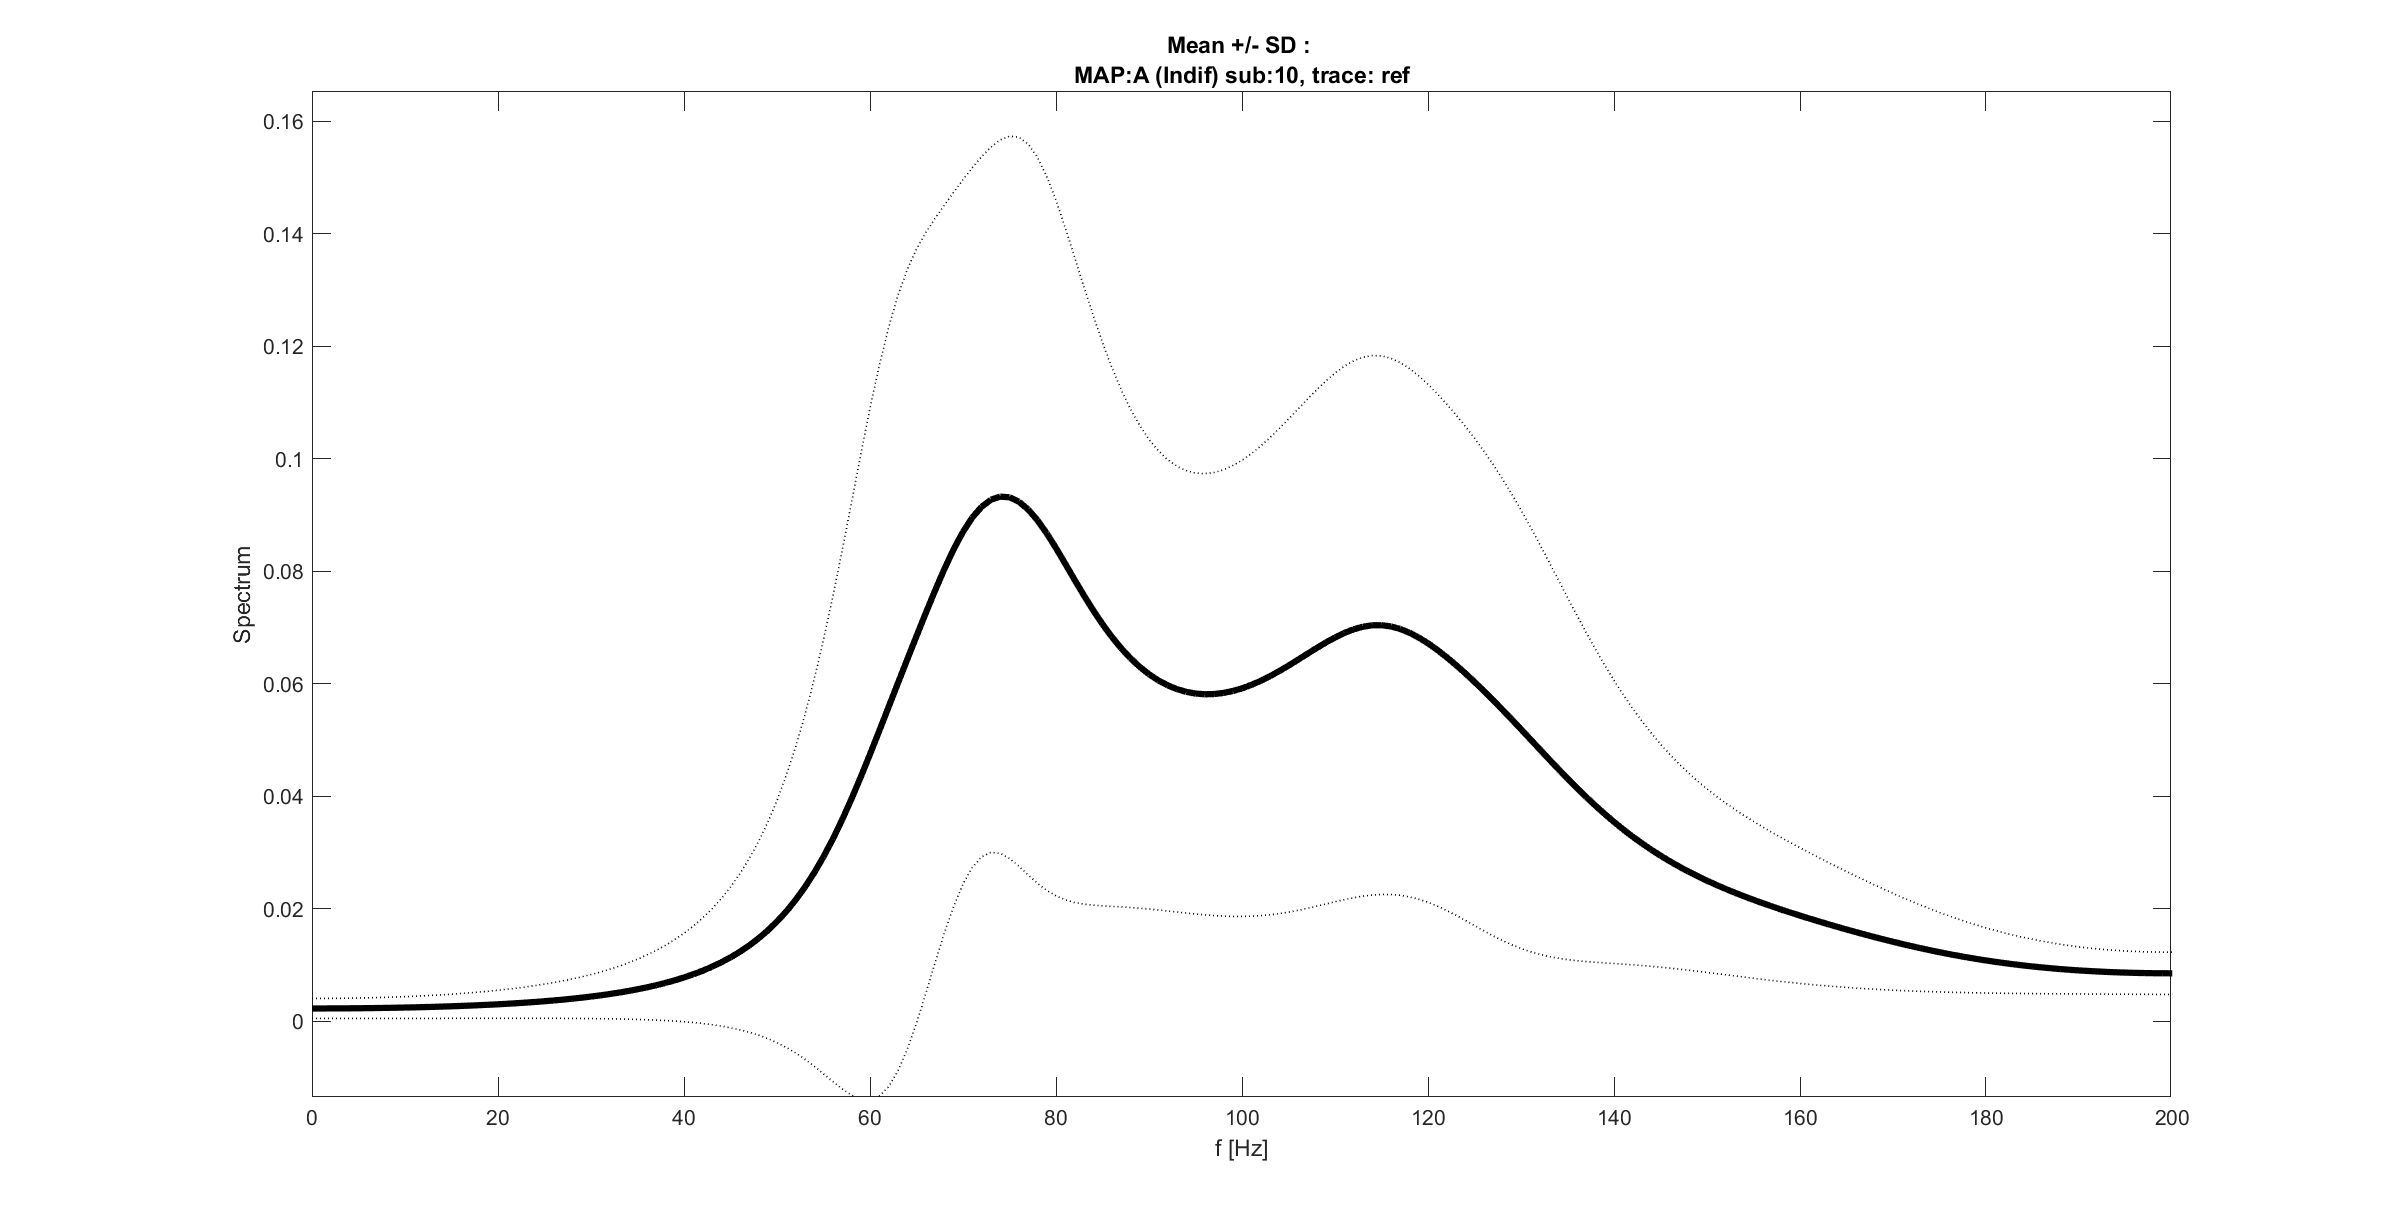 Mean +/- SD :
MAP:A (Indif) sub:10, trace: ref
0.16
0.14
0.12
0.1
0.08
0.06
0.04
0.02
0
Spectrum
0 20 40 60 80 100 120 140 160 180 200
f [Hz]